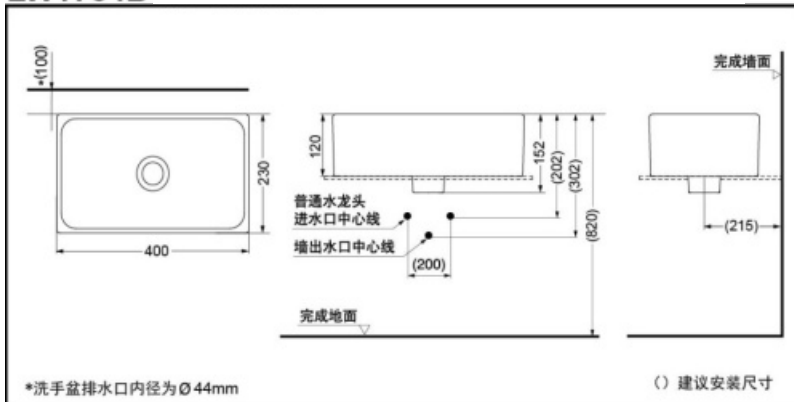 *(100)
完成墙面
120
152
(202)
(302)
(820)
230
普通水龙头
进水口中心线
墙出水口中心线
400
(200)
(215)
完成地面
*洗手盆排水口内径为Ø44mm
（）建议安装尺寸